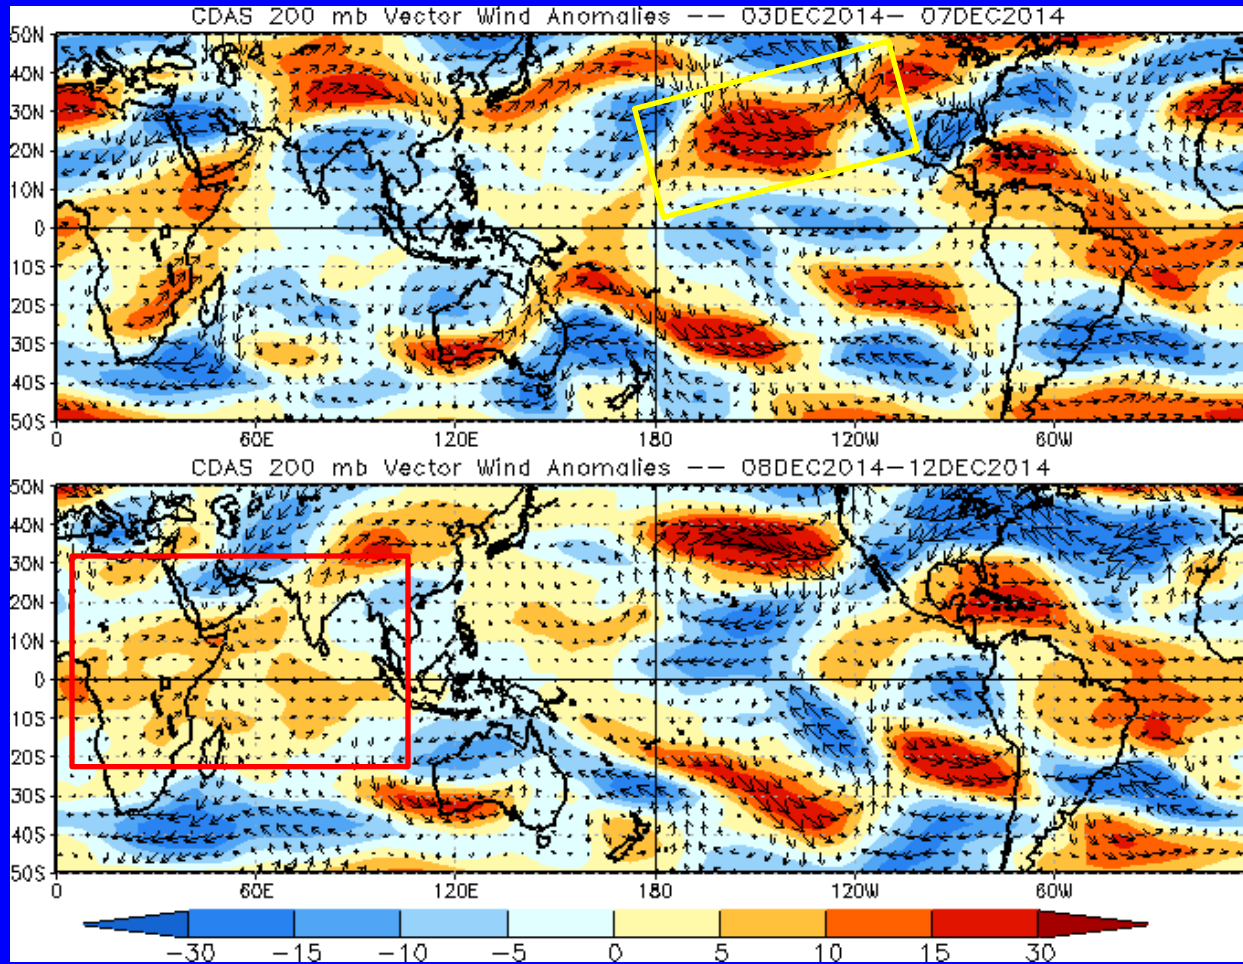 CDAS 200 mb Vector Wind Anomalies -- 03DEC2014- 07DEC2014
50N
40N
30N
20N
10N
0
10S
20S
30S
40S
50S
0 60E 120E 180 120W 60W
CDAS 200 mb Vector Wind Anomalies -- 08DEC2014-12DEC2014
50N
40N
30N
20N
10N
0
10S
20S
30S
40S
50S
0 60E 120E 180 120W 60W
-30 -15 -10 -5 0 5 10 15 30